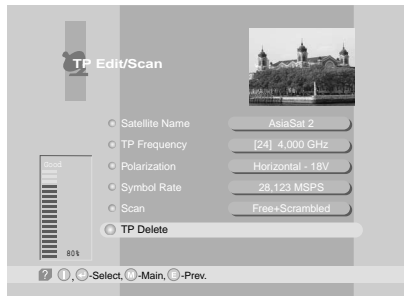 TP Edit/Scan
Satellite Name AsiaSat 2
TP Frequency [24] 4,000 GHz
Polarization Horizontal - 18V
Symbol Rate 28,123 MSPS
Scan Free+Scrambled
TP Delete
Good
80%
?, -Select, M-Main, E-Prev.